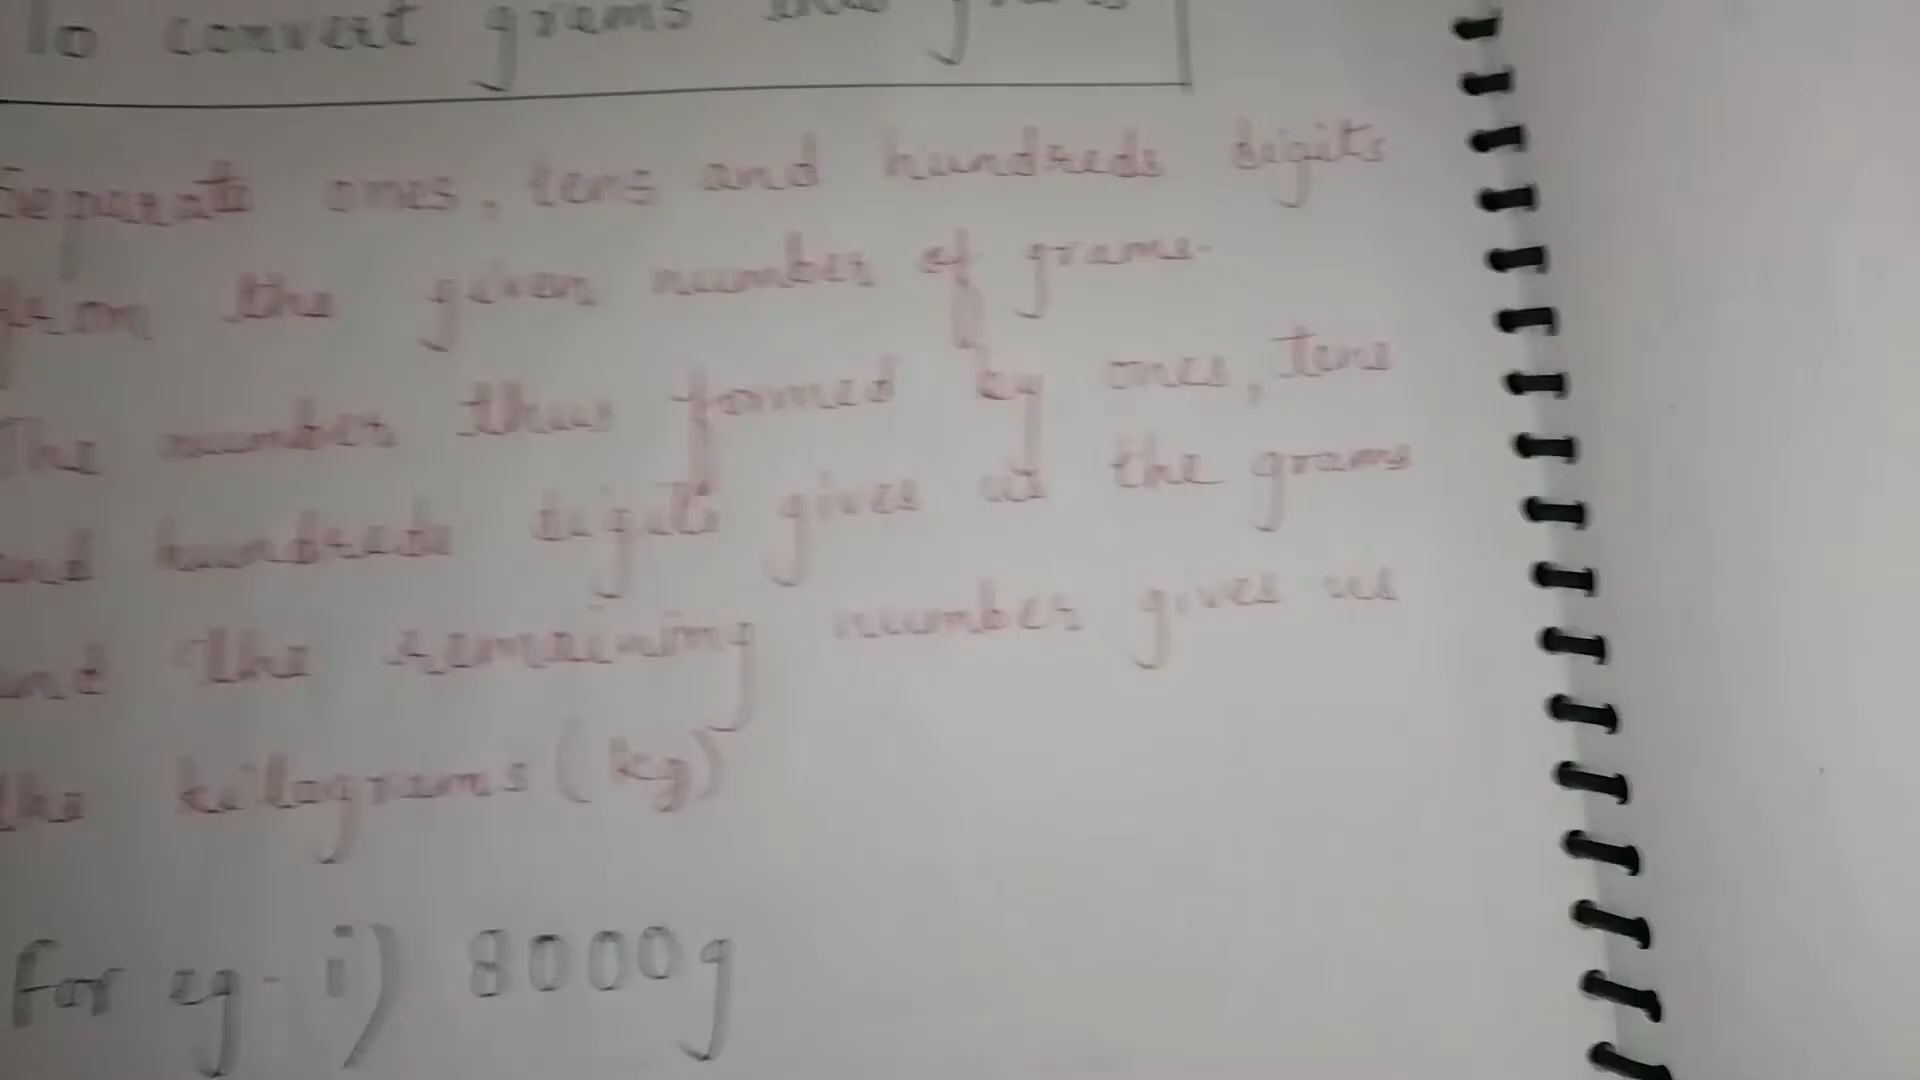 To convert grams into grams
Separate ones, tens and hundreds digits
from the given number of grams.
The number thus formed by ones, tens
and hundreds digits gives us the grams
and the remaining number gives us
the kilograms (kg)
For eg. i) 8000g